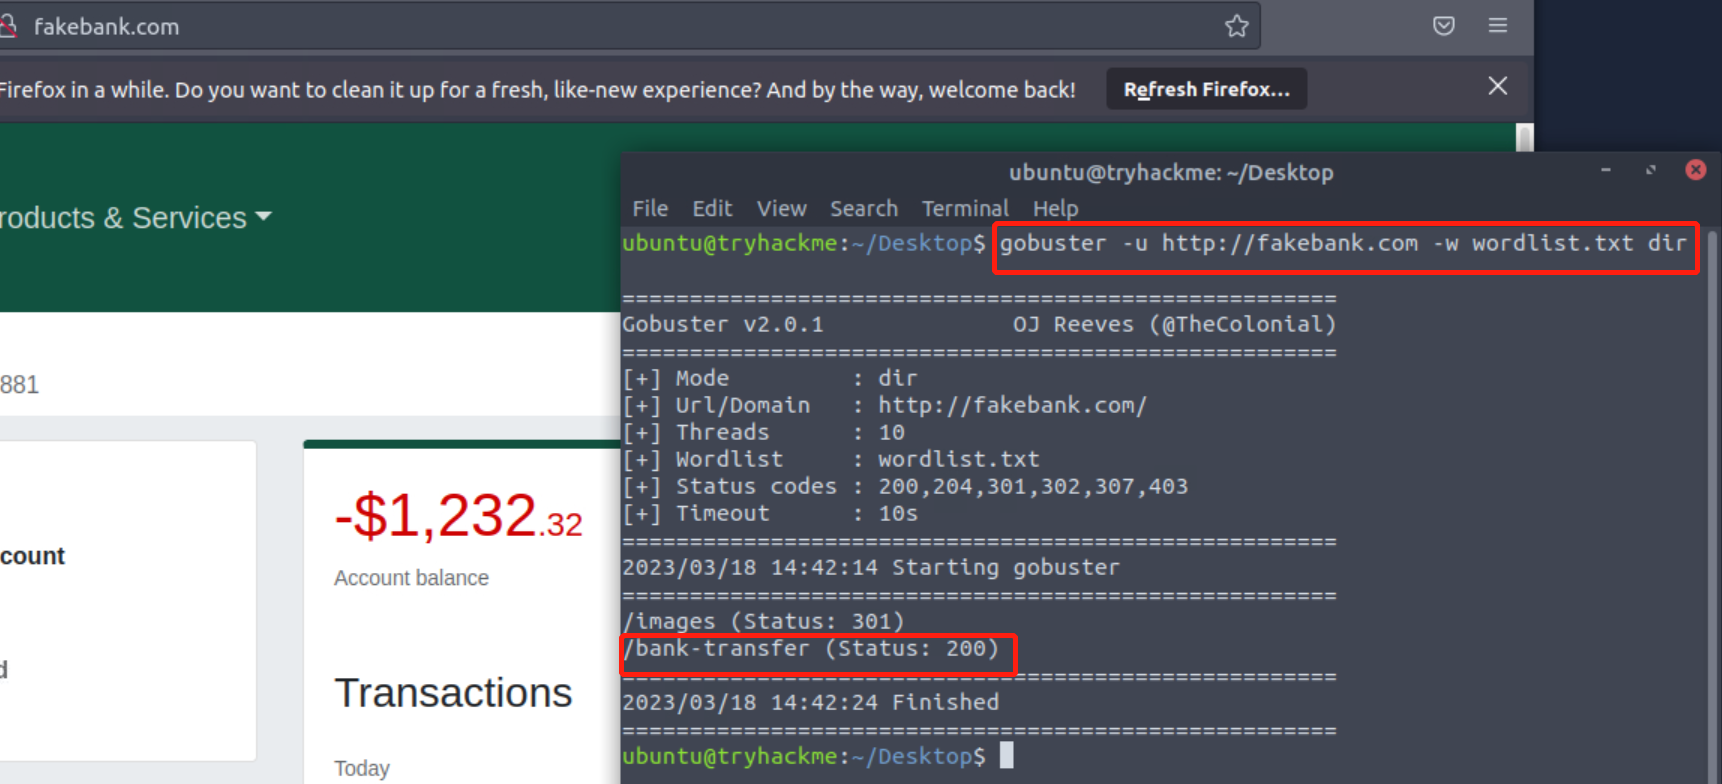 fakebank.com
Firefox in a while. Do you want to clean it up for a fresh, like-new experience? And by the way, welcome back!
Refresh Firefox...
roducts & Services
881
count
d
-$1,232.32
Account balance
Transactions
Today
ubuntu@tryhackme: ~/Desktop
File Edit View Search Terminal Help
ubuntu@tryhackme:~/Desktop$ gobuster -u http://fakebank.com -w wordlist.txt dir
=====================================================
Gobuster v2.0.1              OJ Reeves (@TheColonial)
=====================================================
[+] Mode         : dir
[+] Url/Domain   : http://fakebank.com/
[+] Threads      : 10
[+] Wordlist     : wordlist.txt
[+] Status codes : 200,204,301,302,307,403
[+] Timeout      : 10s
=====================================================
2023/03/18 14:42:14 Starting gobuster
=====================================================
/images (Status: 301)
/bank-transfer (Status: 200)
=====================================================
2023/03/18 14:42:24 Finished
=====================================================
ubuntu@tryhackme:~/Desktop$